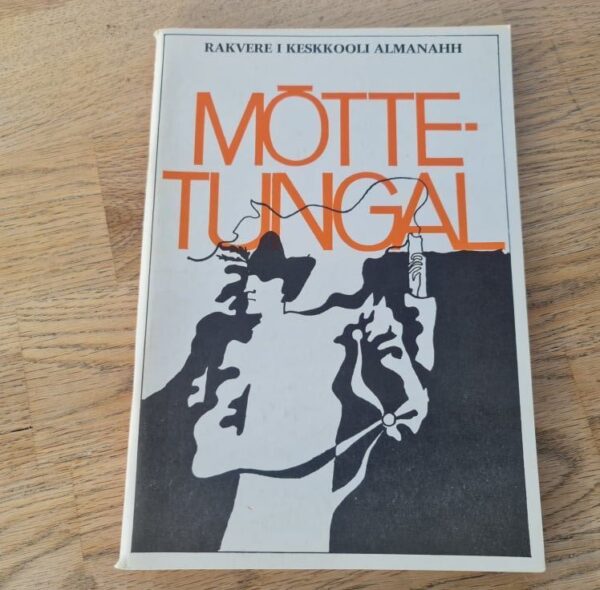 RAKVERE I KESKKOOLI ALMANAHH
MÕTTE-
TUNGAL